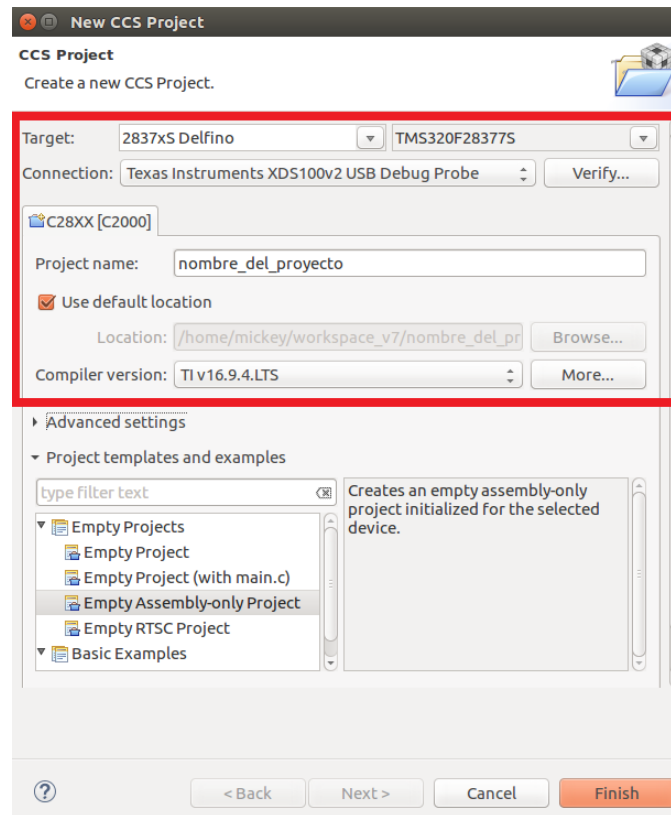 New CCS Project
CCS Project
Create a new CCS Project.
Target: 2837xS Delfino TMS320F28377S
Connection: Texas Instruments XDS100v2 USB Debug Probe Verify...
C28XX [C2000]
Project name: nombre_del_proyecto
Use default location
Location: /home/mickey/workspace_v7/nombre_del_pr Browse...
Compiler version: TI v16.9.4.LTS More...
Advanced settings
Project templates and examples
type filter text
Empty Projects
Empty Project
Empty Project (with main.c)
Empty Assembly-only Project
Empty RTSC Project
Basic Examples
Creates an empty assembly-only
project initialized for the selected
device.
? < Back Next > Cancel Finish